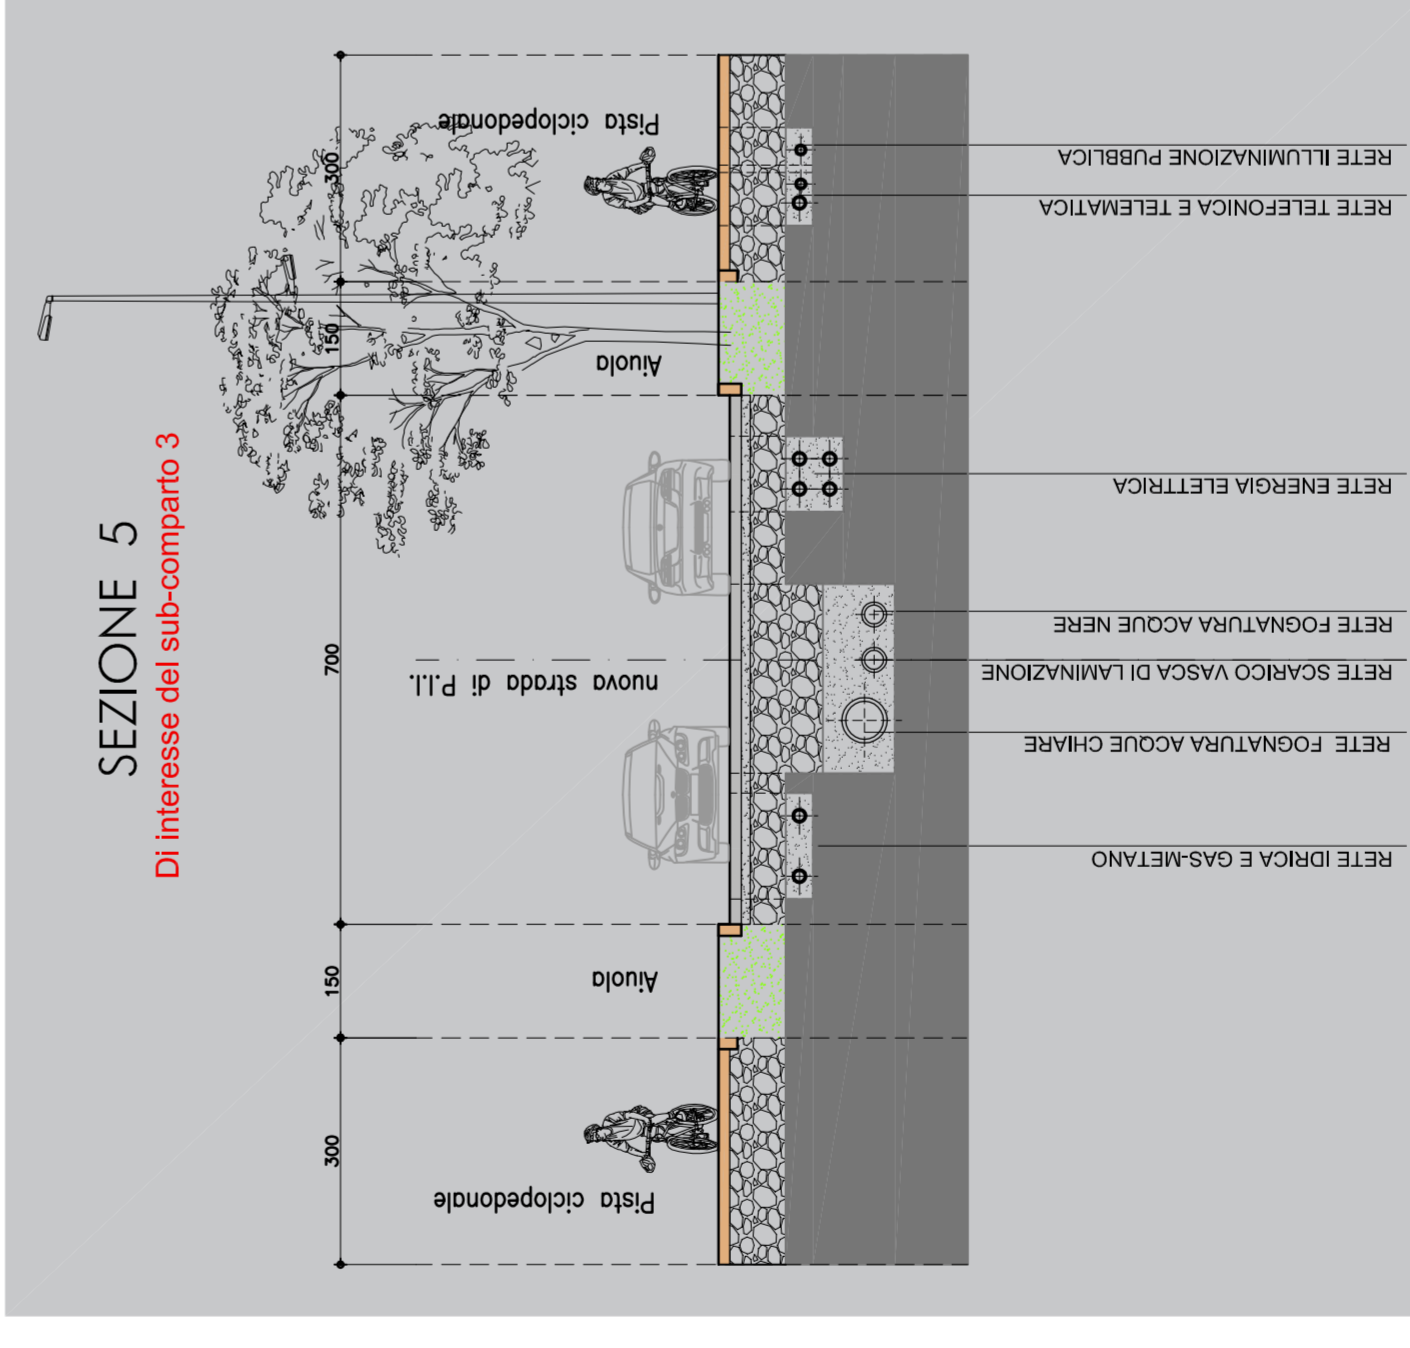 SEZIONE 5
Di interesse del sub-comparto 3
300
150
700
150
300
Pista ciclopedonale
Aiuola
nuova strada di P.I.I.
Aiuola
Pista ciclopedonale
RETE IDRICA E GAS-METANO
RETE FOGNATURA ACQUE CHIARE
RETE SCARICO VASCA DI LAMINAZIONE
RETE FOGNATURA ACQUE NERE
RETE ENERGIA ELETTRICA
RETE TELEFONICA E TELEMATICA
RETE ILLUMINAZIONE PUBBLICA